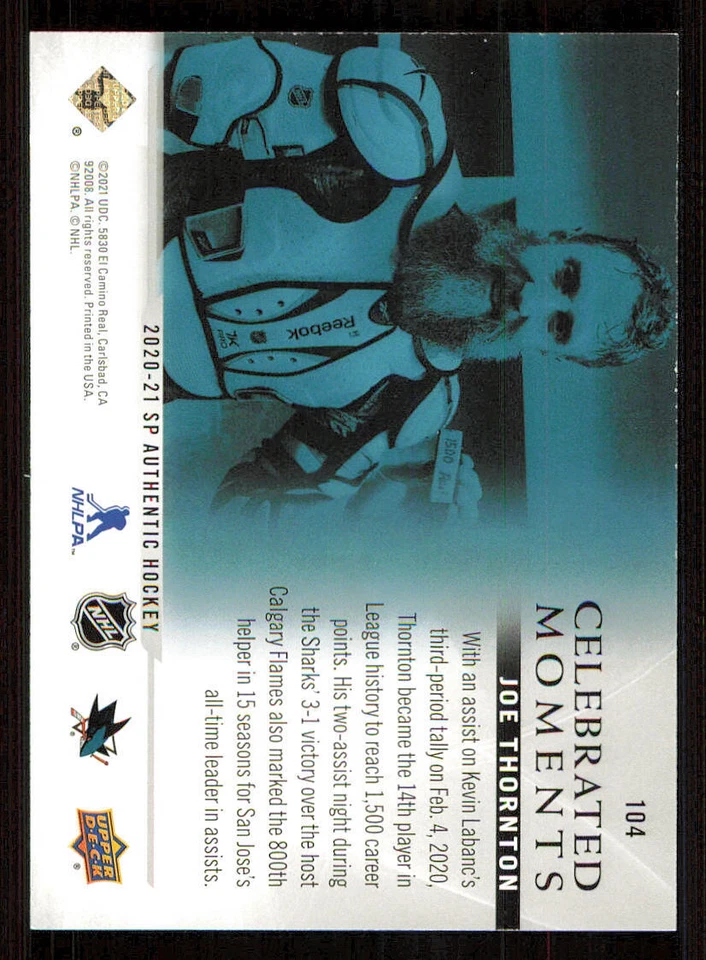 104
CELEBRATED
MOMENTS
JOE THORNTON
With an assist on Kevin Labanc's
third-period tally on Feb. 4, 2020,
Thornton became the 14th player in
League history to reach 1,500 career
points. His two-assist night during
the Sharks' 3-1 victory over the host
Calgary Flames also marked the 800th
helper in 15 seasons for San Jose's
all-time leader in assists.
Reebok
1500
2020-21 SP AUTHENTIC HOCKEY
©2021 UDC, 5830 El Camino Real, Carlsbad, CA
92008. All rights reserved. Printed in the USA.
©NHLPA. © NHL.
NHLPA™
NHL®
UPPER
DECK®